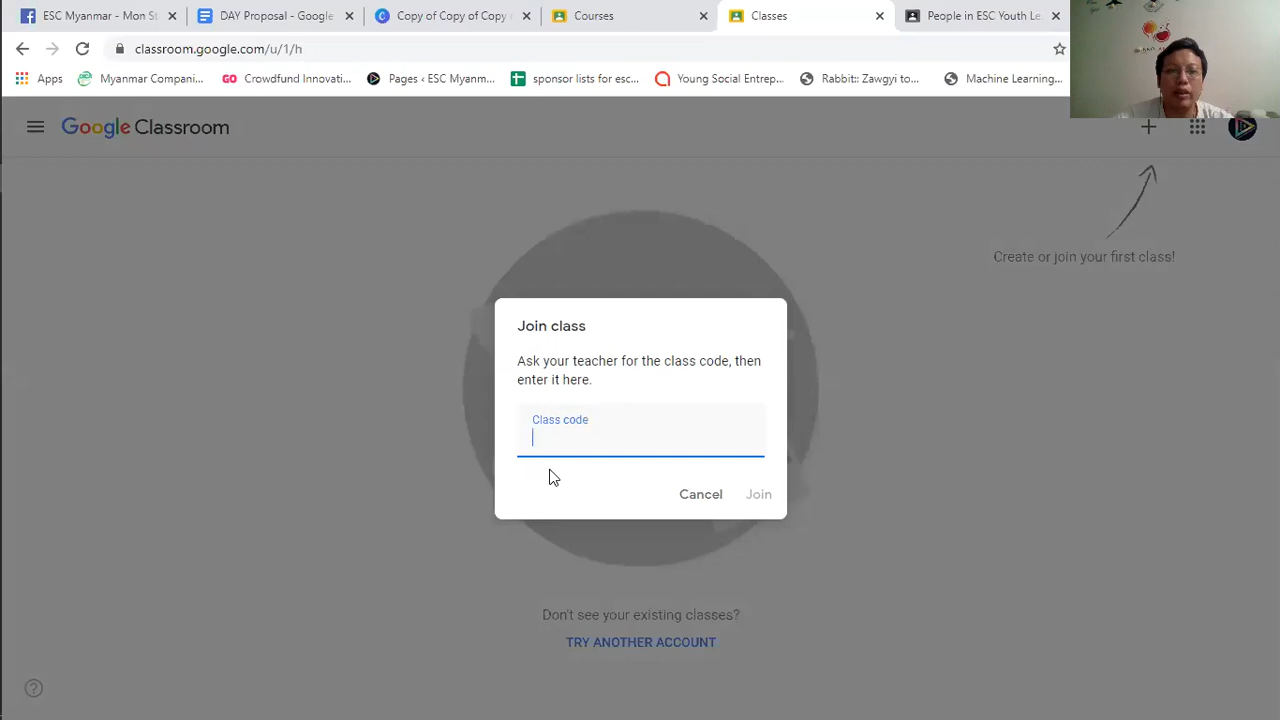 ESC Myanmar - Mon St
DAY Proposal - Google
Copy of Copy of Copy
Courses
Classes
People in ESC Youth Le
classroom.google.com/u/1/h
Apps
Myanmar Compani...
GO Crowdfund Innovati...
Pages ‹ ESC Myanm...
sponsor lists for esc...
Young Social Entrep...
Rabbit:: Zawgyi to...
Machine Learning...
Google Classroom
Create or join your first class!
Join class
Ask your teacher for the class code, then
enter it here.
Class code
Cancel
Join
Don't see your existing classes?
TRY ANOTHER ACCOUNT